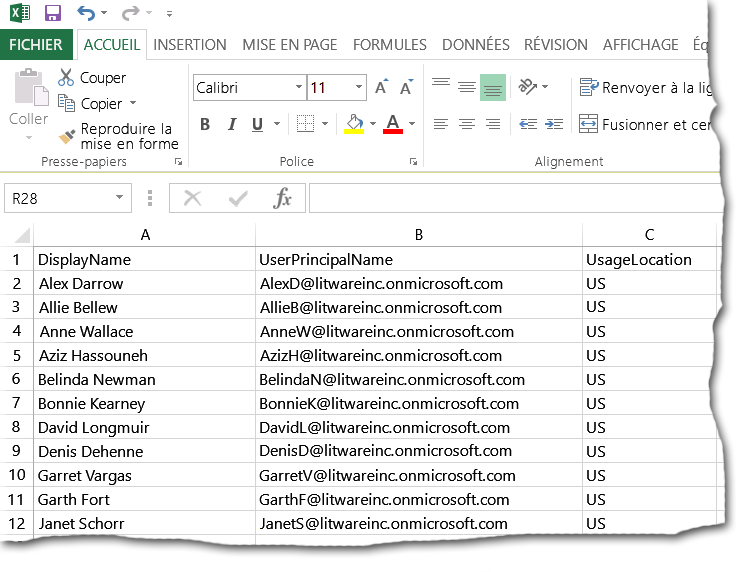 FICHIER ACCUEIL INSERTION MISE EN PAGE FORMULES DONNÉES RÉVISION AFFICHAGE Éq
Coller
Couper
Copier
Reproduire la
mise en forme
Presse-papiers
Calibri 11 A A
B I U A
Police
Renvoyer à la lig
Fusionner et cer
Alignement
R28 fx
A B C
1 DisplayName UserPrincipalName UsageLocation
2 Alex Darrow AlexD@litwareinc.onmicrosoft.com US
3 Allie Bellew AllieB@litwareinc.onmicrosoft.com US
4 Anne Wallace AnneW@litwareinc.onmicrosoft.com US
5 Aziz Hassouneh AzizH@litwareinc.onmicrosoft.com US
6 Belinda Newman BelindaN@litwareinc.onmicrosoft.com US
7 Bonnie Kearney BonnieK@litwareinc.onmicrosoft.com US
8 David Longmuir DavidL@litwareinc.onmicrosoft.com US
9 Denis Dehenne DenisD@litwareinc.onmicrosoft.com US
10 Garret Vargas GarretV@litwareinc.onmicrosoft.com US
11 Garth Fort GarthF@litwareinc.onmicrosoft.com US
12 Janet Schorr JanetS@litwareinc.onmicrosoft.com US